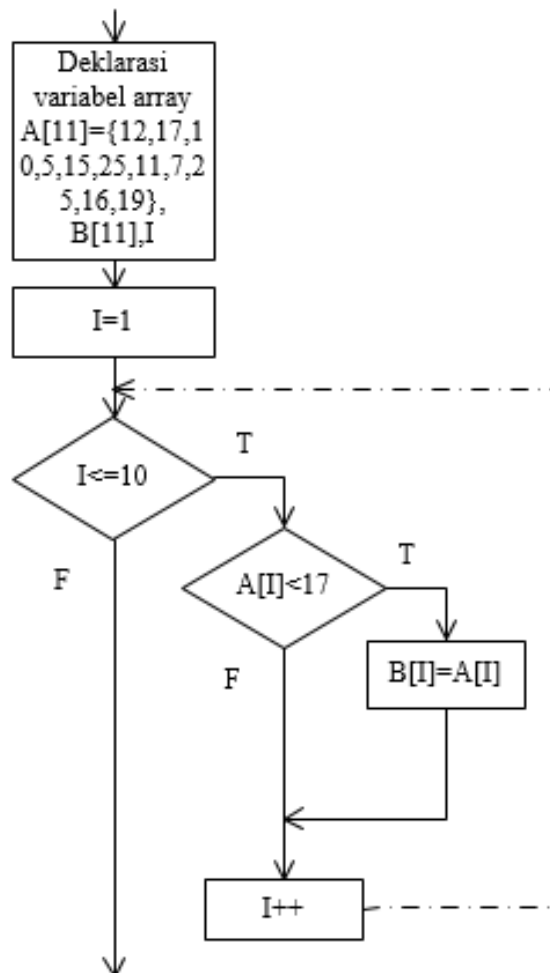 Deklarasi
variabel array
A[11]={12,17,1
0,5,15,25,11,7,2
5,16,19},
B[11],I
I=1
I<=10
T
F
A[I]<17
T
F
B[I]=A[I]
I++